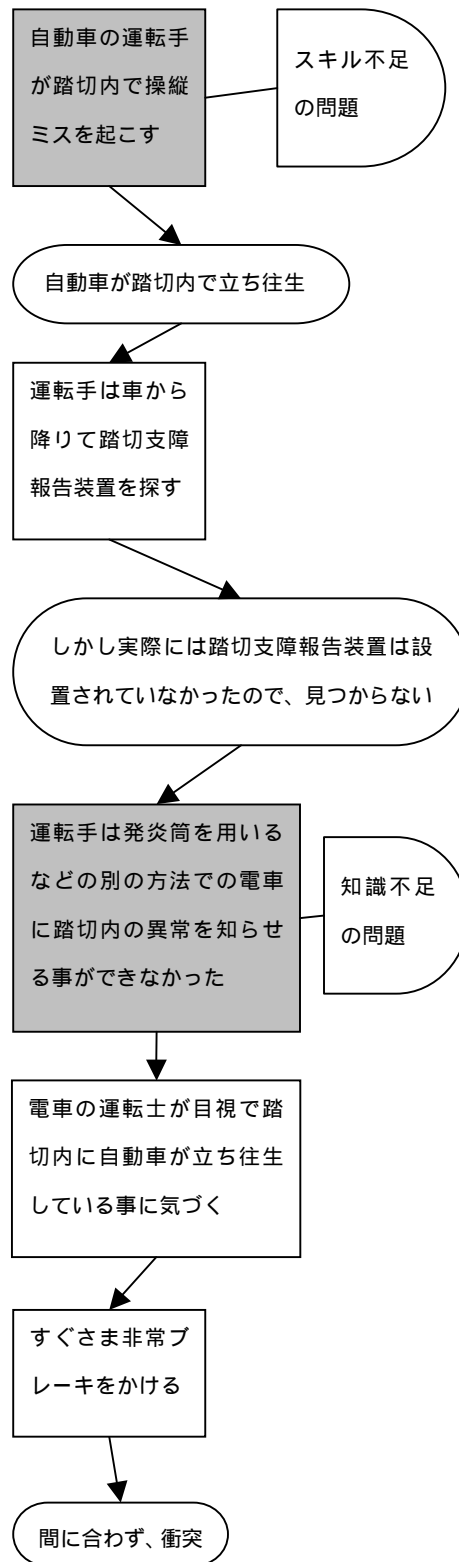 自動車の運転手
が踏切内で操縦
ミスを起こす
スキル不足
の問題
自動車が踏切内で立ち往生
運転手は車から
降りて踏切支障
報告装置を探す
しかし実際には踏切支障報告装置は設
置されていなかったので、見つからない
運転手は発炎筒を用いる
などの別の方法での電車
に踏切内の異常を知らせ
る事ができなかった
知識不足
の問題
電車の運転士が目視で踏
切内に自動車が立ち往生
している事に気づく
すぐさま非常ブ
レーキをかける
間に合わず、衝突